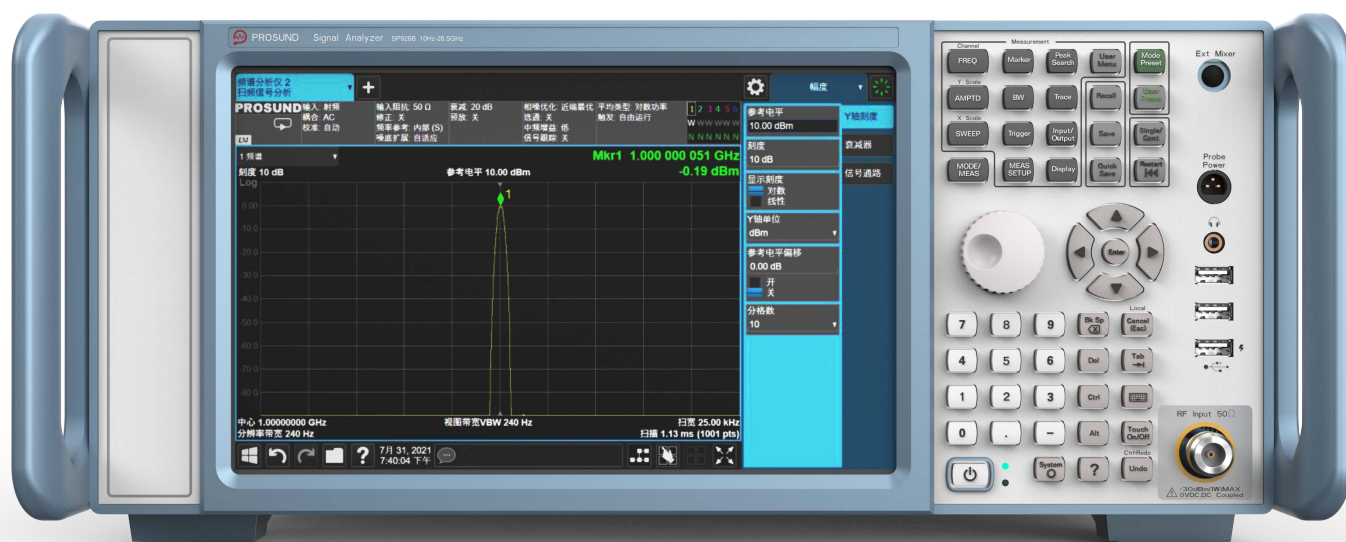 PROSUND Signal Analyzer SP926B 10Hz-26.5GHz
频谱分析仪 2
扫频信号分析
幅度
PROSUND
LV
输入: 射频
耦合: AC
校准: 自动
输入阻抗: 50 Ω
修正: 关
频率参考: 内部 (S)
噪底扩展: 自适应
衰减: 20 dB
预放: 关
相噪优化: 近端最优
选通: 关
中频增益: 低
信号跟踪: 关
平均类型: 对数功率
触发: 自由运行
1 2 3 4 5 6
W W W W W W
N N N N N N
1 频谱
刻度 10 dB
Log
参考电平 10.00 dBm
Mkr1 1.000 000 051 GHz
-0.19 dBm
1
0.00
-10.0
-20.0
-30.0
-40.0
-50.0
-60.0
-70.0
-80.0
中心 1.00000000 GHz
分辨率带宽 240 Hz
视图带宽VBW 240 Hz
扫宽 25.00 kHz
扫描 1.13 ms (1001 pts)
7月 31, 2021
7:40:04 下午
参考电平
10.00 dBm
刻度
10 dB
显示刻度
对数
线性
Y轴单位
dBm
参考电平偏移
0.00 dB
开
关
分格数
10
Y轴刻度
衰减器
信号通路
Channel
Measurement
FREQ
Marker
Peak
Search
User
Menu
Mode
Preset
Y Scale
AMPTD
BW
Trace
Recall
User
Preset
X Scale
SWEEP
Trigger
Input/
Output
Save
Single/
Cont
MODE/
MEAS
MEAS
SETUP
Display
Quick
Save
Restart
Enter
Local
7
8
9
Bk Sp
Cancel
(Esc)
4
5
6
Del
Tab
1
2
3
Ctrl
0
.
-
Alt
Touch
On/Off
Ctrl-Redo
System
?
Undo
Ext Mixer
Probe
Power
RF Input 50Ω
+30dBm(1W)MAX
0VDC,DC Coupled